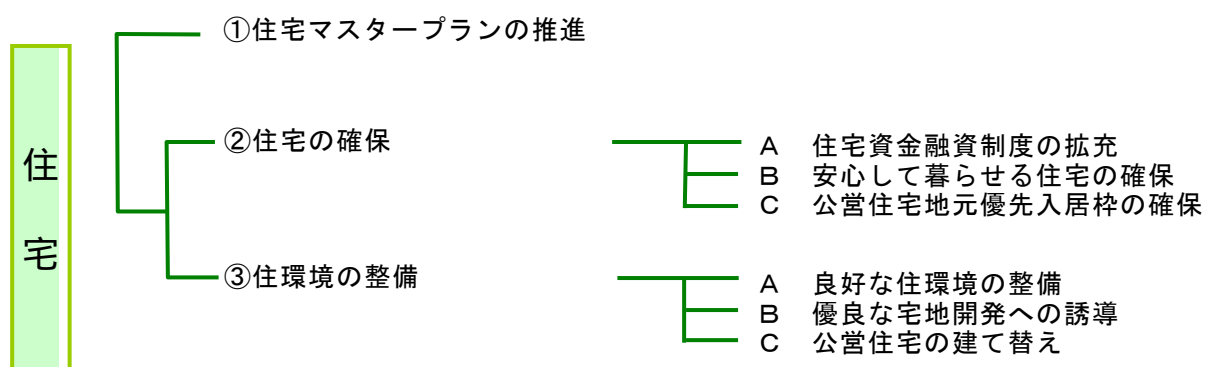 住宅
①住宅マスタープランの推進
②住宅の確保
Ａ　住宅資金融資制度の拡充
Ｂ　安心して暮らせる住宅の確保
Ｃ　公営住宅地元優先入居枠の確保
③住環境の整備
Ａ　良好な住環境の整備
Ｂ　優良な宅地開発への誘導
Ｃ　公営住宅の建て替え